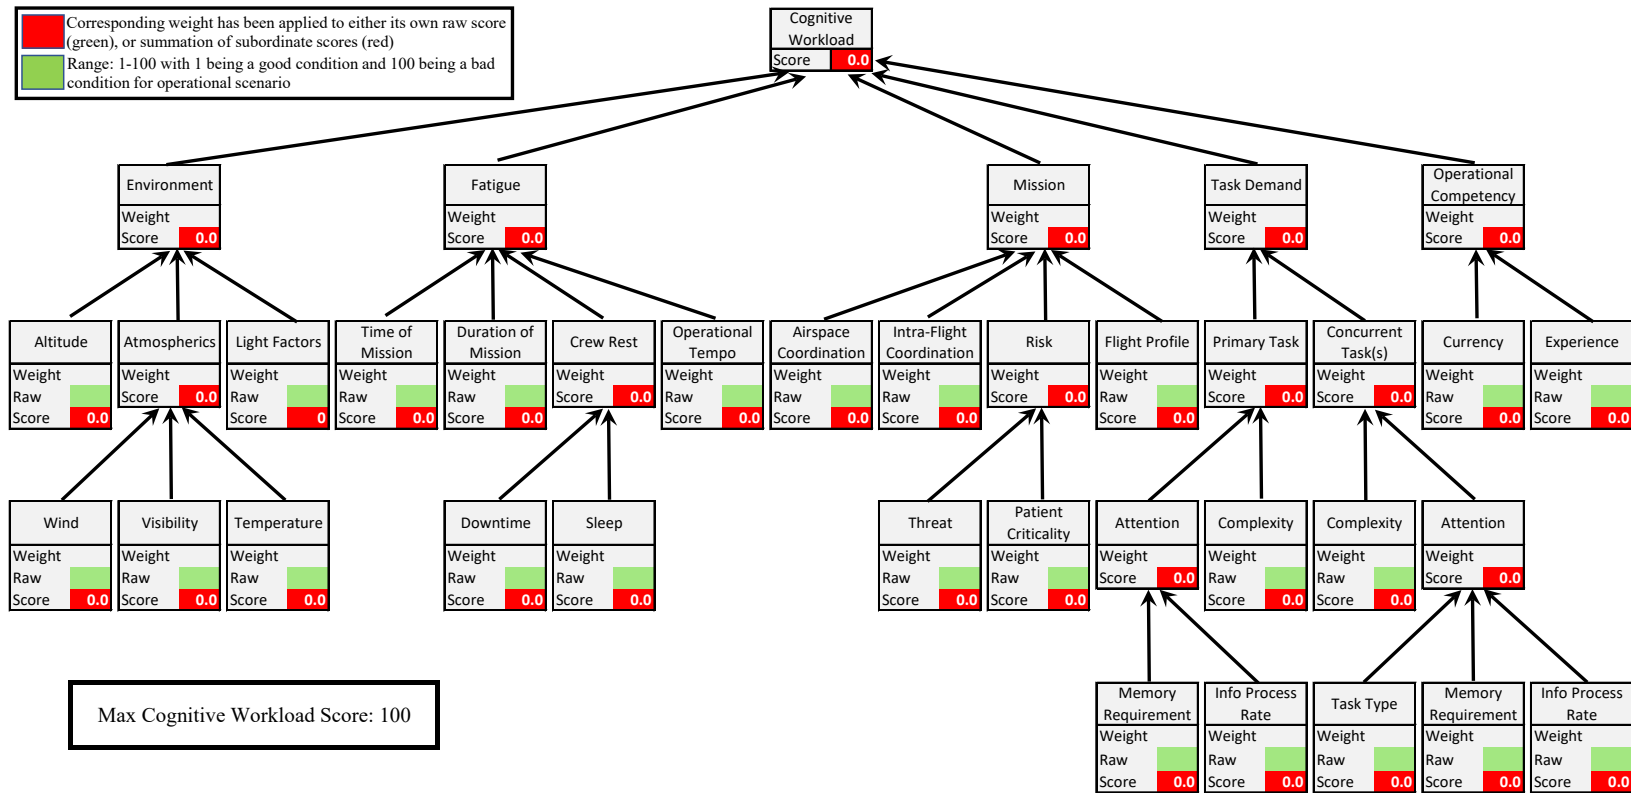 Corresponding weight has been applied to either its own raw score
(green), or summation of subordinate scores (red)
Range: 1-100 with 1 being a good condition and 100 being a bad
condition for operational scenario
Cognitive
Workload
Score 0.0
Environment
Weight
Score 0.0
Fatigue
Weight
Score 0.0
Mission
Weight
Score 0.0
Task Demand
Weight
Score 0.0
Operational
Competency
Weight
Score 0.0
Altitude
Weight
Raw
Score 0.0
Atmospherics
Weight
Score 0.0
Light Factors
Weight
Raw
Score 0
Time of
Mission
Weight
Raw
Score 0.0
Duration of
Mission
Weight
Raw
Score 0.0
Crew Rest
Weight
Score 0.0
Operational
Tempo
Weight
Raw
Score 0.0
Airspace
Coordination
Weight
Raw
Score 0.0
Intra-Flight
Coordination
Weight
Raw
Score 0.0
Risk
Weight
Score 0.0
Flight Profile
Weight
Raw
Score 0.0
Primary Task
Weight
Score 0.0
Concurrent
Task(s)
Weight
Score 0.0
Currency
Weight
Raw
Score 0.0
Experience
Weight
Raw
Score 0.0
Wind
Weight
Raw
Score 0.0
Visibility
Weight
Raw
Score 0.0
Temperature
Weight
Raw
Score 0.0
Downtime
Weight
Raw
Score 0.0
Sleep
Weight
Raw
Score 0.0
Threat
Weight
Raw
Score 0.0
Patient
Criticality
Weight
Raw
Score 0.0
Attention
Weight
Score 0.0
Complexity
Weight
Raw
Score 0.0
Complexity
Weight
Raw
Score 0.0
Attention
Weight
Score 0.0
Memory
Requirement
Weight
Raw
Score 0.0
Info Process
Rate
Weight
Raw
Score 0.0
Task Type
Weight
Raw
Score 0.0
Memory
Requirement
Weight
Raw
Score 0.0
Info Process
Rate
Weight
Raw
Score 0.0
Max Cognitive Workload Score: 100